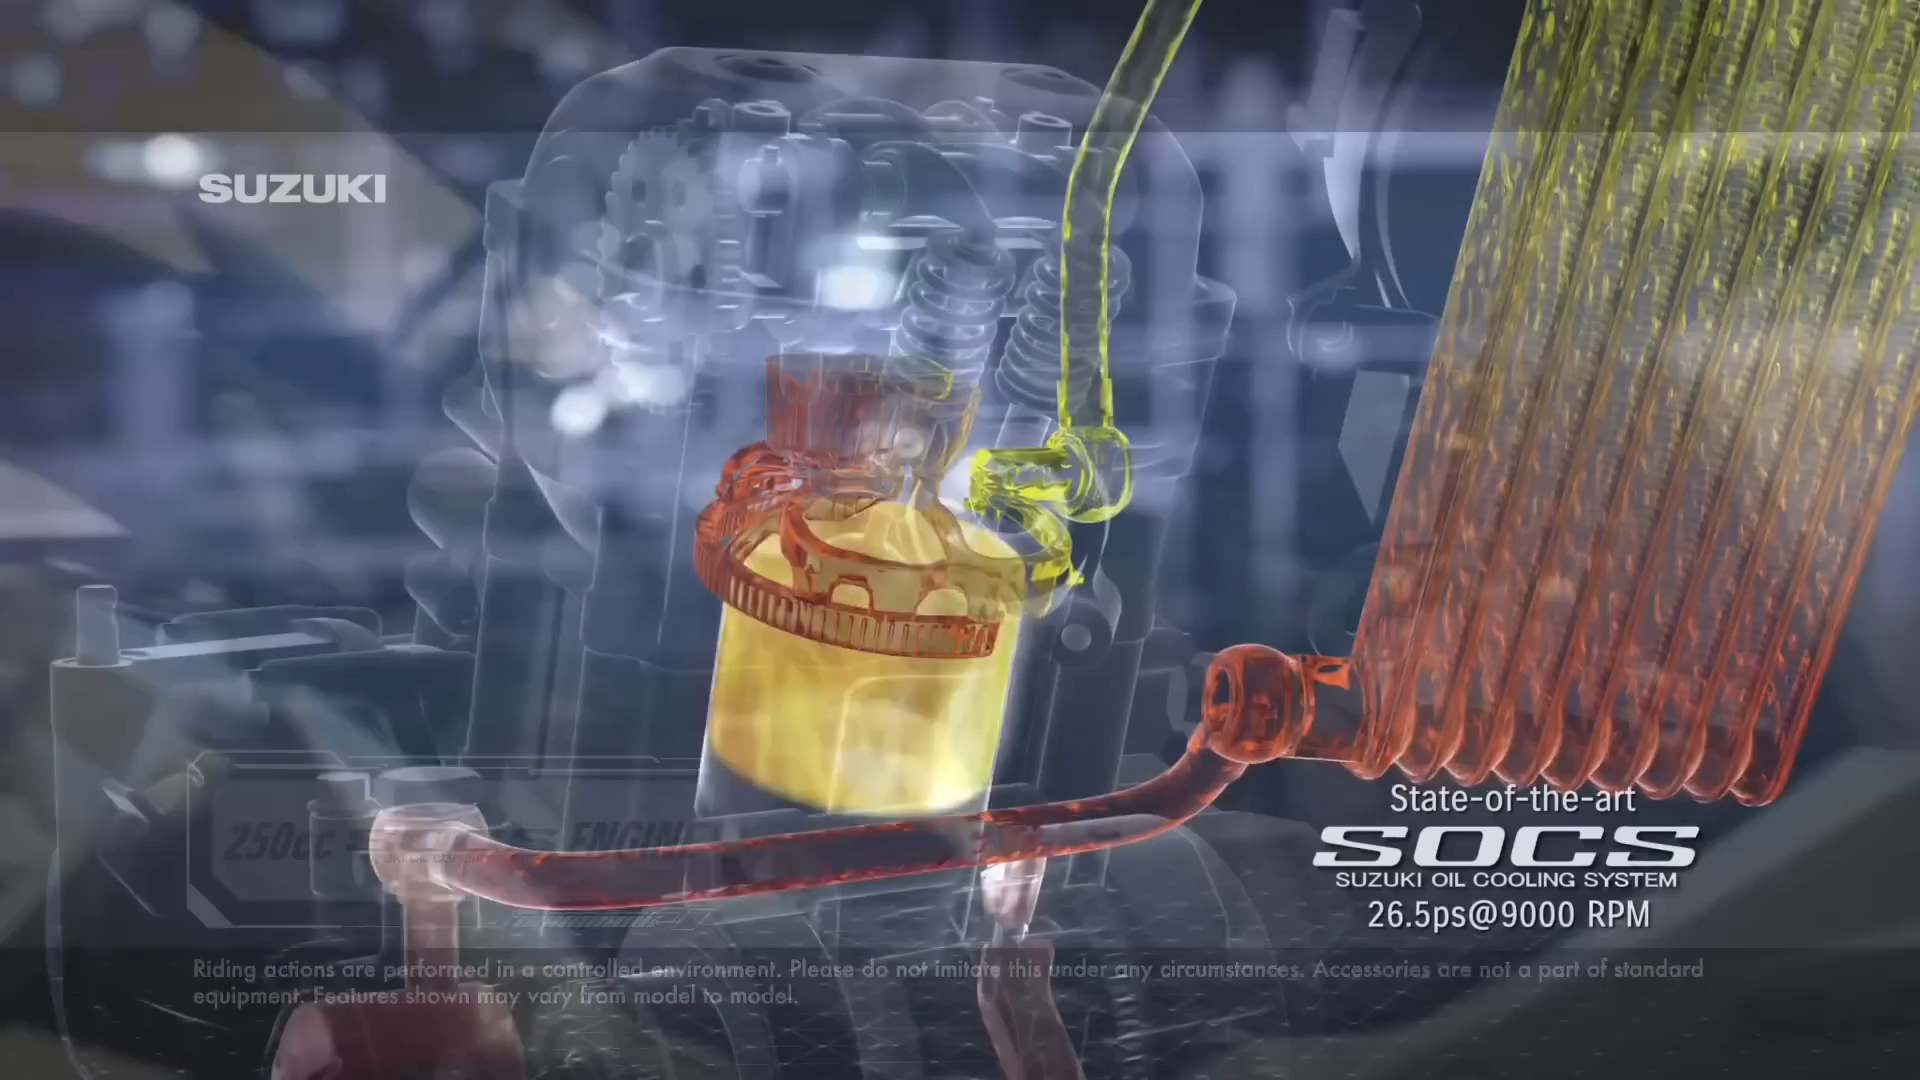 SUZUKI
State-of-the-art
SOCS
SUZUKI OIL COOLING SYSTEM
26.5ps@9000 RPM
250cc
ENGINE
Riding actions are performed in a controlled environment. Please do not imitate this under any circumstances. Accessories are not a part of standard
equipment. Features shown may vary from model to model.